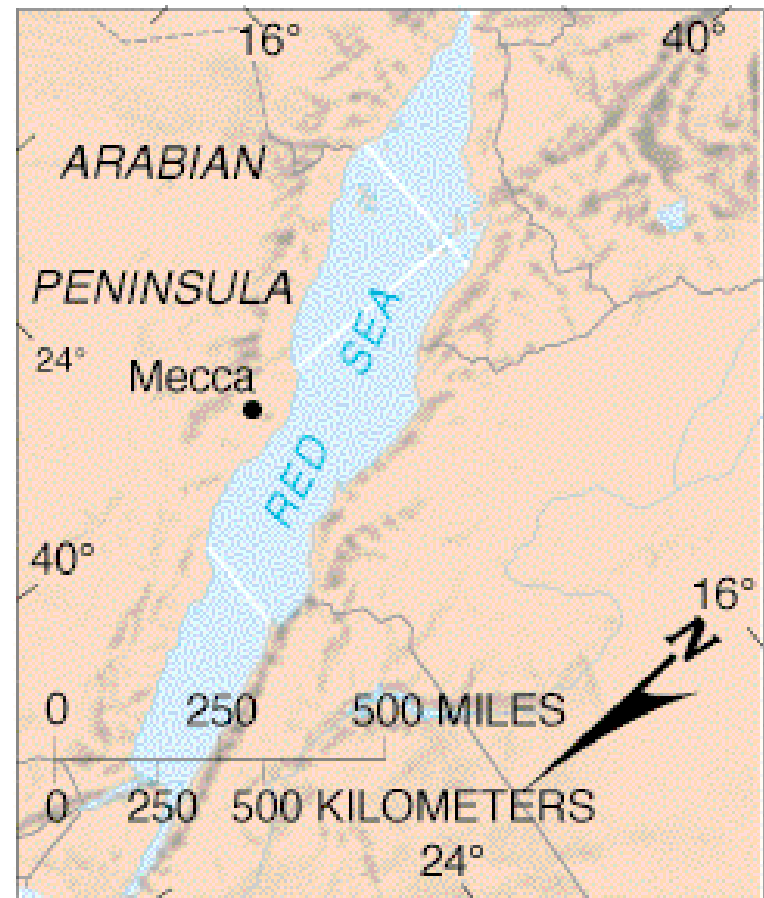 16° 40°
ARABIAN
PENINSULA
SEA
24°
Mecca
RED
40°
16°
N
0 250 500 MILES
0 250 500 KILOMETERS
24°